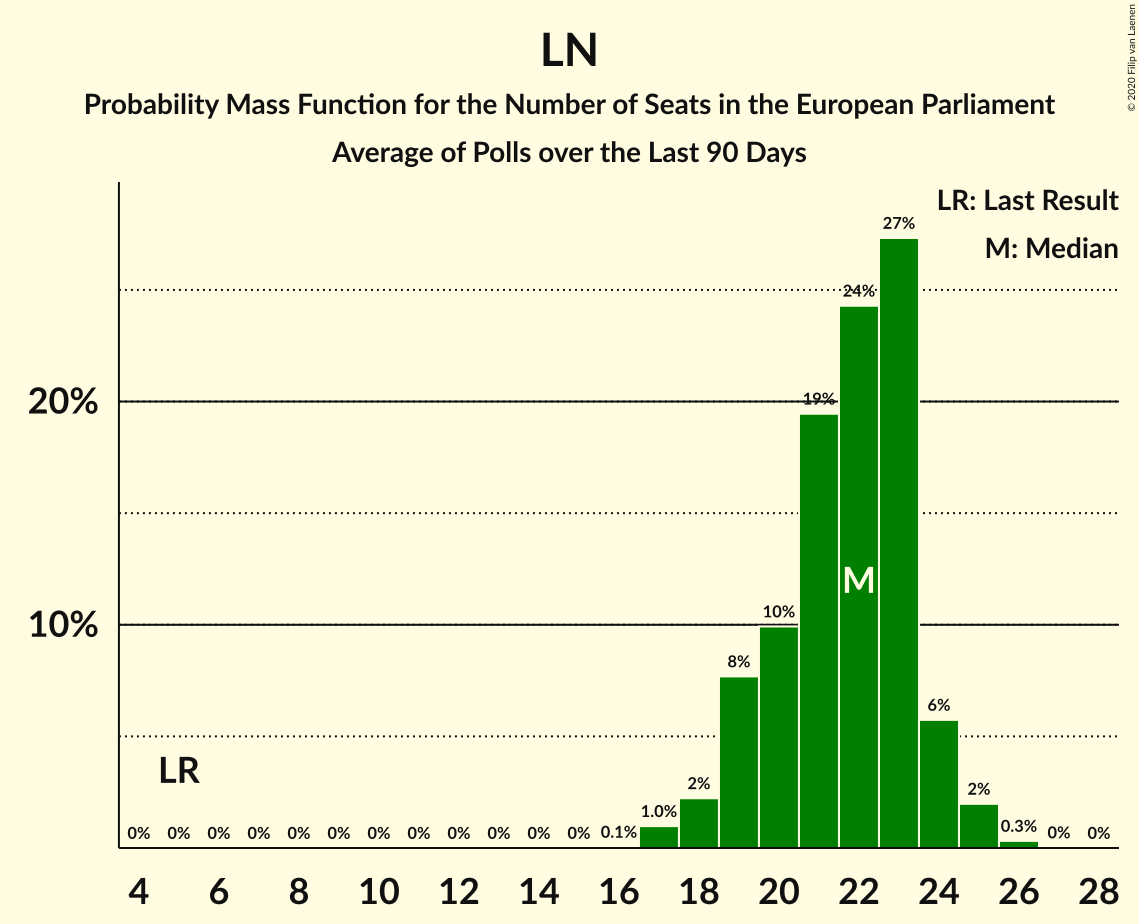 LN
Probability Mass Function for the Number of Seats in the European Parliament
Average of Polls over the Last 90 Days
© 2020 Filip van Laenen
LR: Last Result
M: Median
27%
24%
20%
19%
M
10%
10%
8%
6%
LR
2%
2%
1.0%
0% 0% 0% 0% 0% 0% 0% 0% 0% 0% 0% 0% 0.1% 0.3% 0% 0%
4 6 8 10 12 14 16 18 20 22 24 26 28